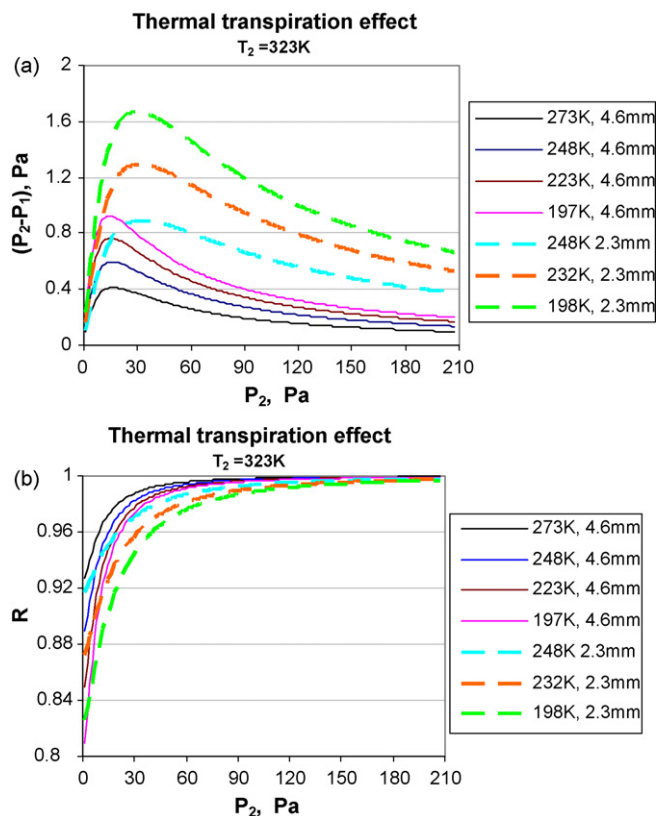 Thermal transpiration effect
T₂ =323K
(a)
2
1.6
1.2
0.8
0.4
0
(P₂-P₁), Pa
0 30 60 90 120 150 180 210
P₂, Pa
273K, 4.6mm
248K, 4.6mm
223K, 4.6mm
197K, 4.6mm
248K 2.3mm
232K, 2.3mm
198K, 2.3mm
Thermal transpiration effect
T₂ =323K
(b)
1
0.96
0.92
0.88
0.84
0.8
R
0 30 60 90 120 150 180 210
P₂, Pa
273K, 4.6mm
248K, 4.6mm
223K, 4.6mm
197K, 4.6mm
248K 2.3mm
232K, 2.3mm
198K, 2.3mm